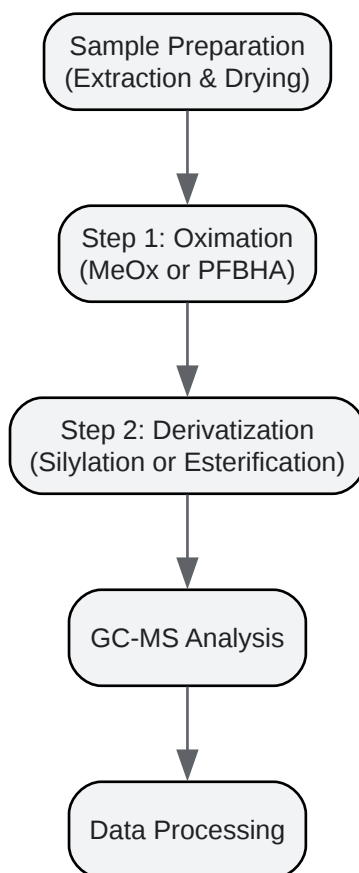 Sample Preparation
(Extraction & Drying)
Step 1: Oximation
(MeOx or PFBHA)
Step 2: Derivatization
(Silylation or Esterification)
GC-MS Analysis
Data Processing